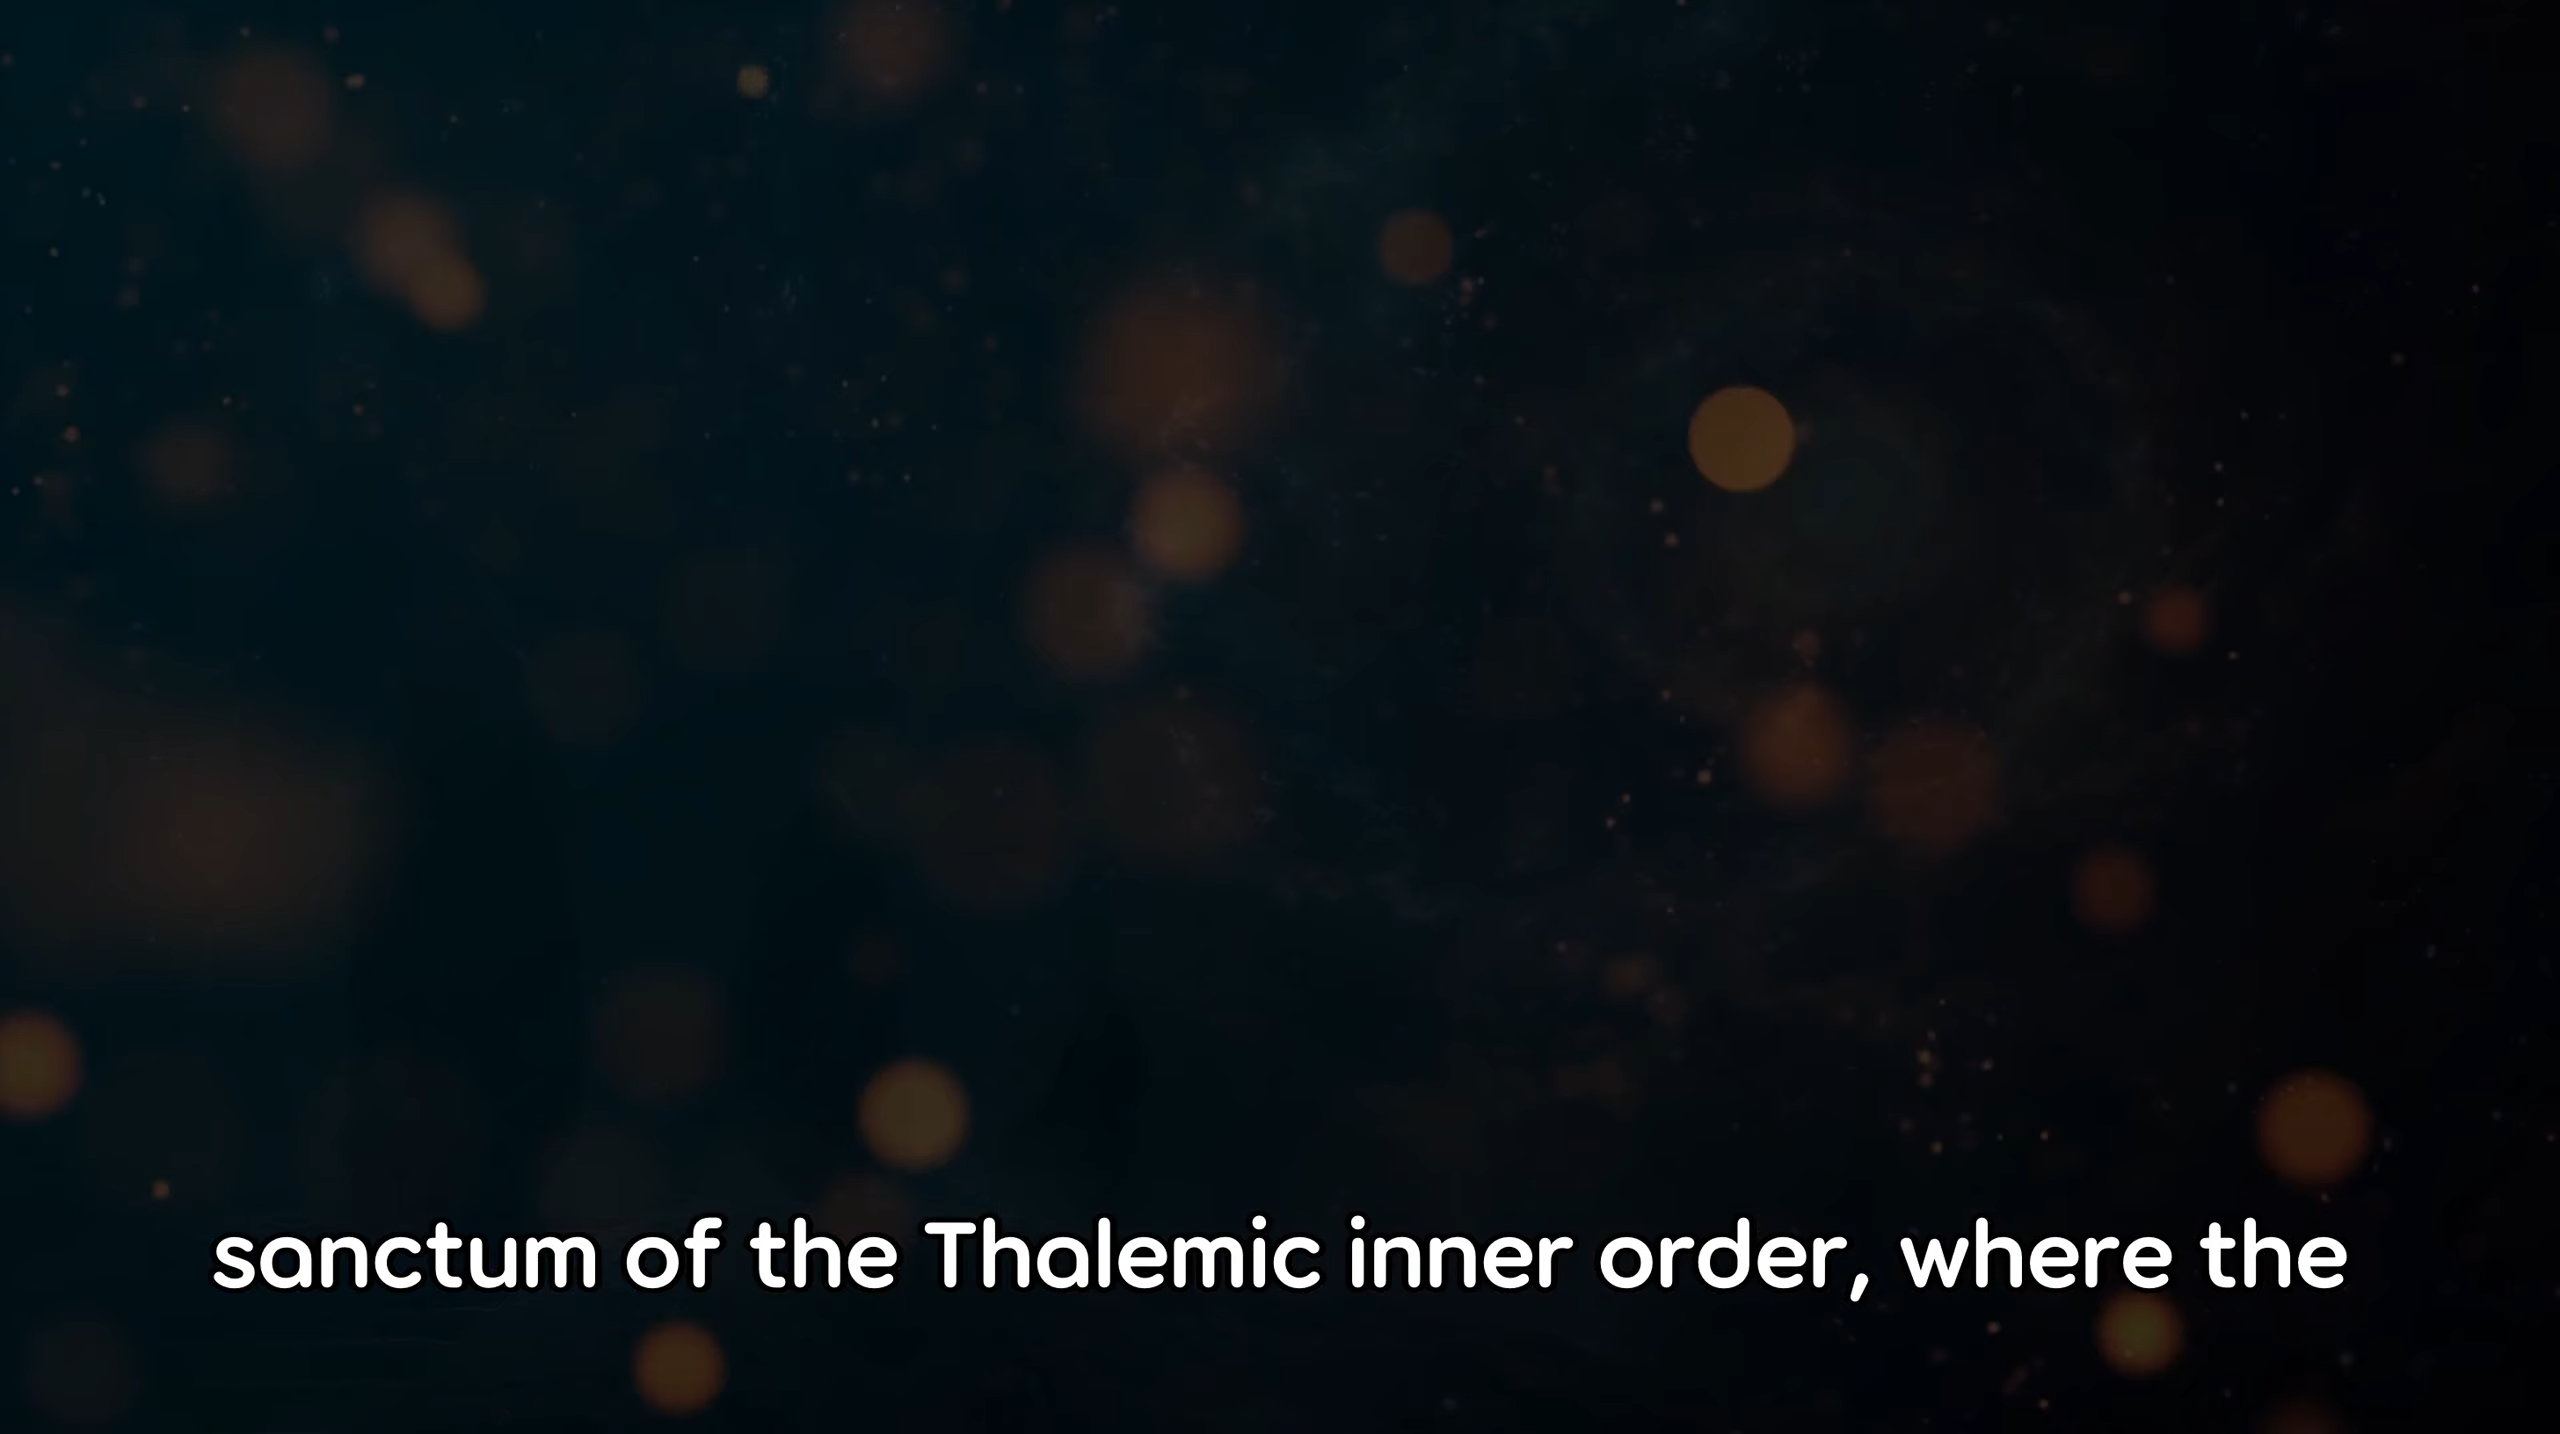 sanctum of the Thalemic inner order, where the